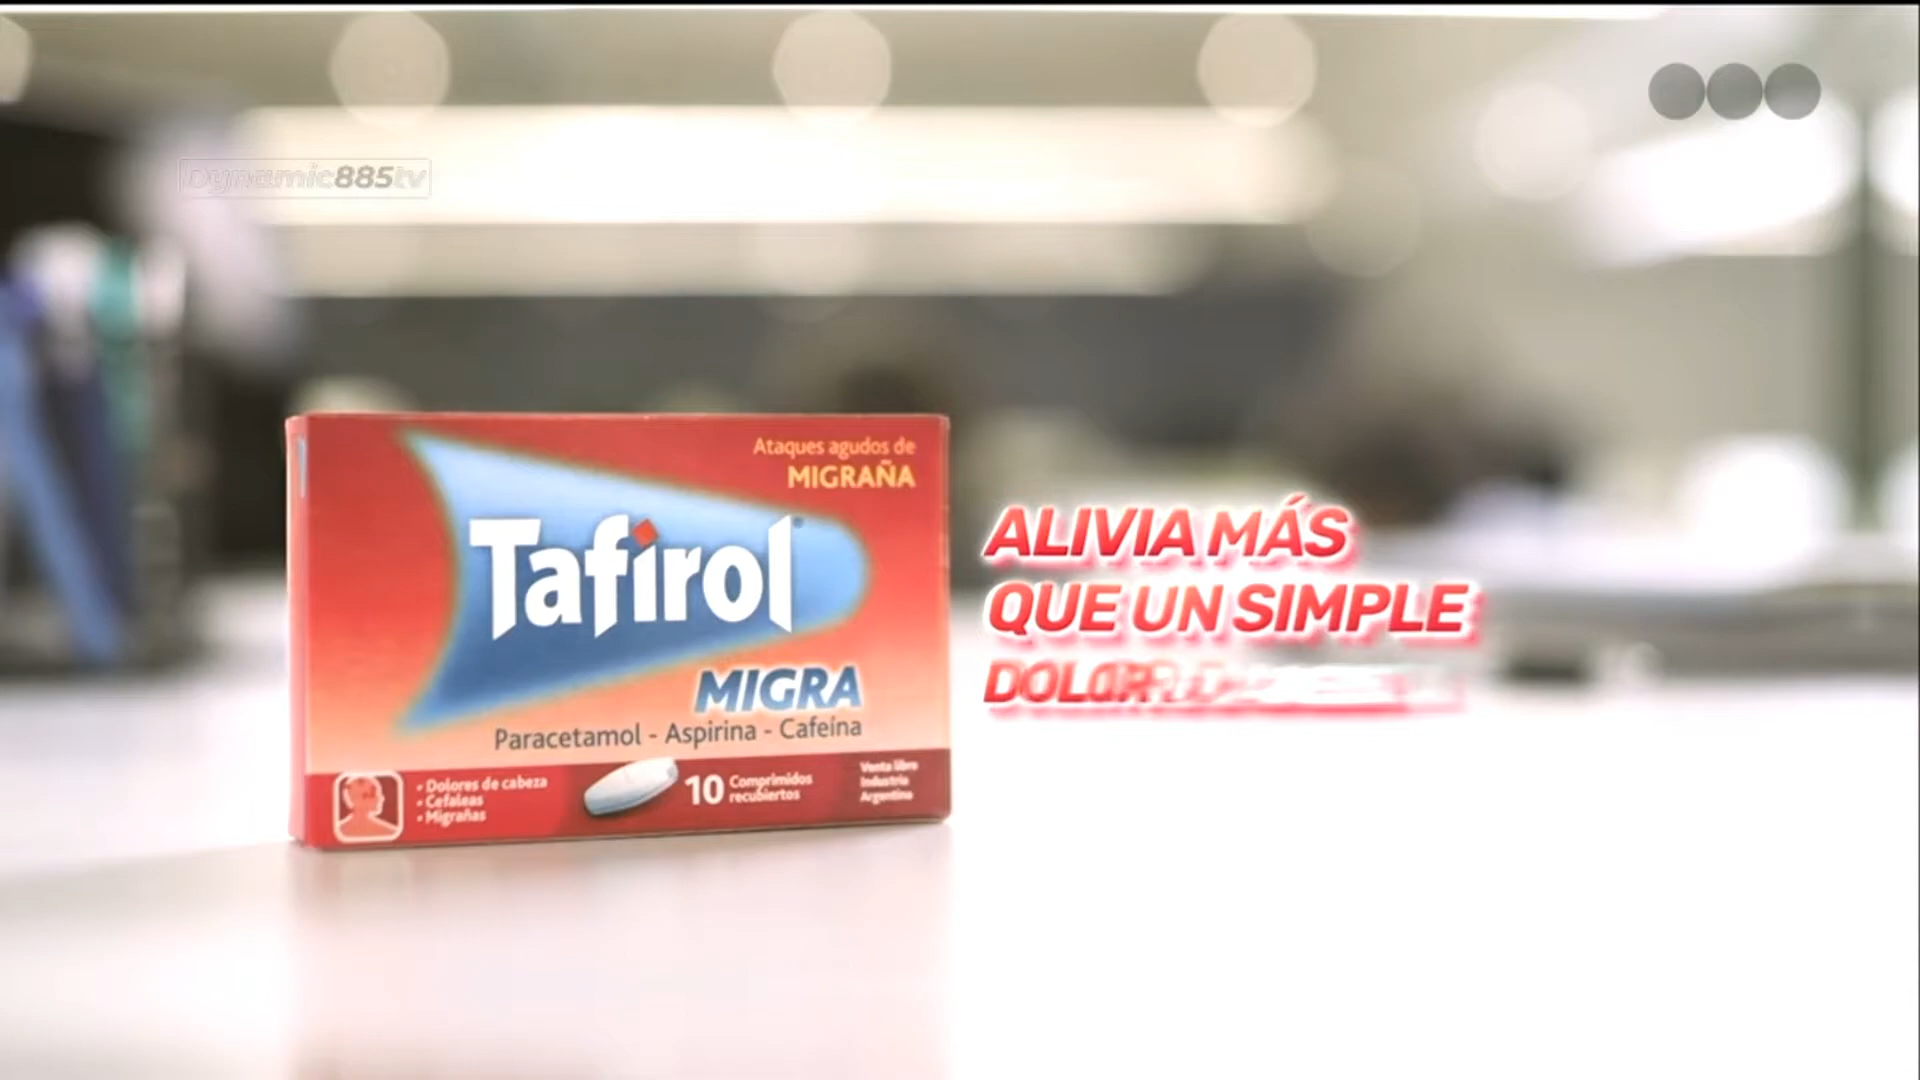 Dynamic885tv
Ataques agudos de
MIGRAÑA
Tafirol
MIGRA
Paracetamol - Aspirina - Cafeína
• Dolores de cabeza
• Cefaleas
• Migrañas
10 Comprimidos
recubiertos
Venta libre
Industria
Argentina
ALIVIA MÁS
QUE UN SIMPLE
DOLOR